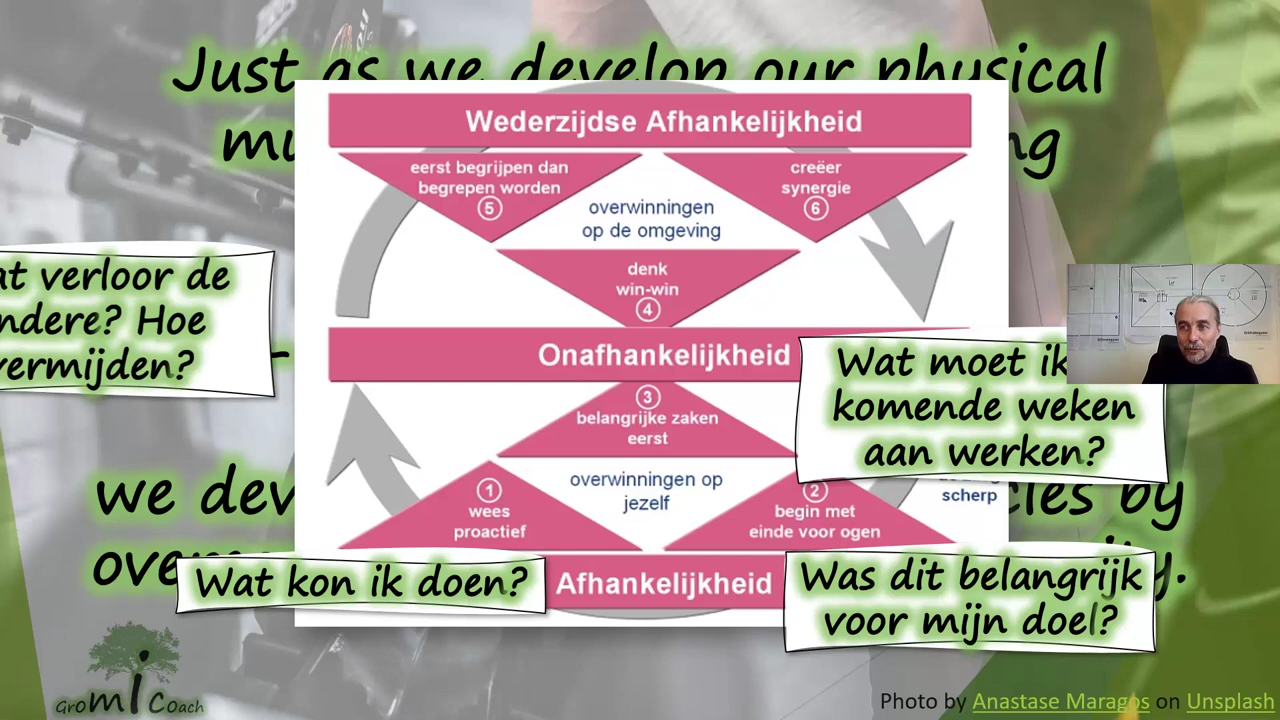 Just as we develop our physical
Wederzijdse Afhankelijkheid
eerst begrijpen dan
begrepen worden
5
creëer
synergie
6
overwinningen
op de omgeving
denk
win-win
4
verloor de
Hoe
vermijden?
Onafhankelijkheid
Wat moet ik
komende weken
aan werken?
3
belangrijke zaken
eerst
overwinningen op
jezelf
1
wees
proactief
2
begin met
einde voor ogen
scherp
we
by
Wat kon ik doen?
Afhankelijkheid
Was dit belangrijk
voor mijn doel?
GroMiCoach
Photo by Anastase Maragos on Unsplash